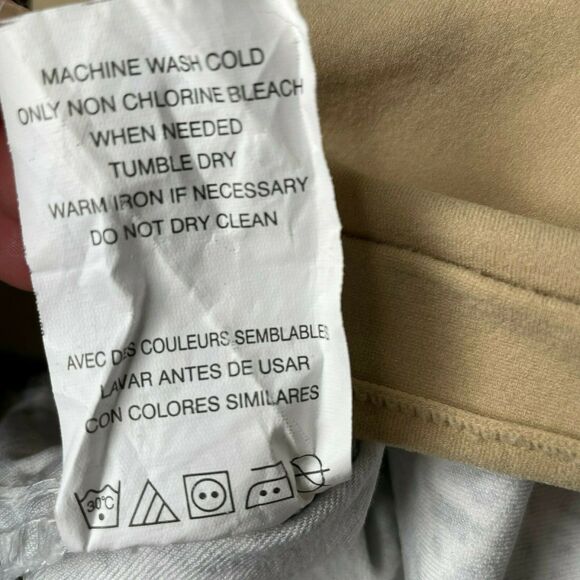 MACHINE WASH COLD
ONLY NON CHLORINE BLEACH
WHEN NEEDED
TUMBLE DRY
WARM IRON IF NECESSARY
DO NOT DRY CLEAN
AVEC DES COULEURS SEMBLABLES
LAVAR ANTES DE USAR
CON COLORES SIMILARES
30°C